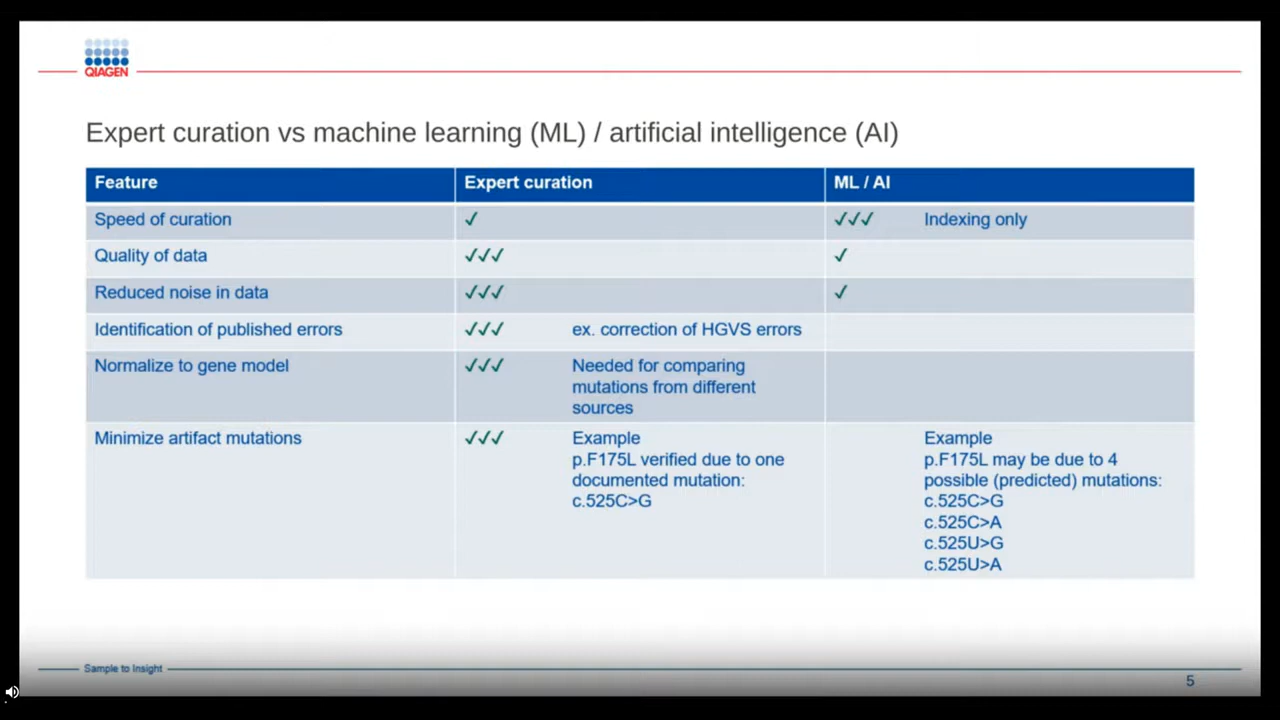 QIAGEN
Expert curation vs machine learning (ML) / artificial intelligence (AI)
Feature Expert curation ML / AI
Speed of curation ✓ ✓✓✓ Indexing only
Quality of data ✓✓✓ ✓
Reduced noise in data ✓✓✓ ✓
Identification of published errors ✓✓✓ ex. correction of HGVS errors
Normalize to gene model ✓✓✓ Needed for comparing
mutations from different
sources
Minimize artifact mutations ✓✓✓ Example
p.F175L verified due to one
documented mutation:
c.525C>G
Example
p.F175L may be due to 4
possible (predicted) mutations:
c.525C>G
c.525C>A
c.525U>G
c.525U>A
Sample to Insight
5